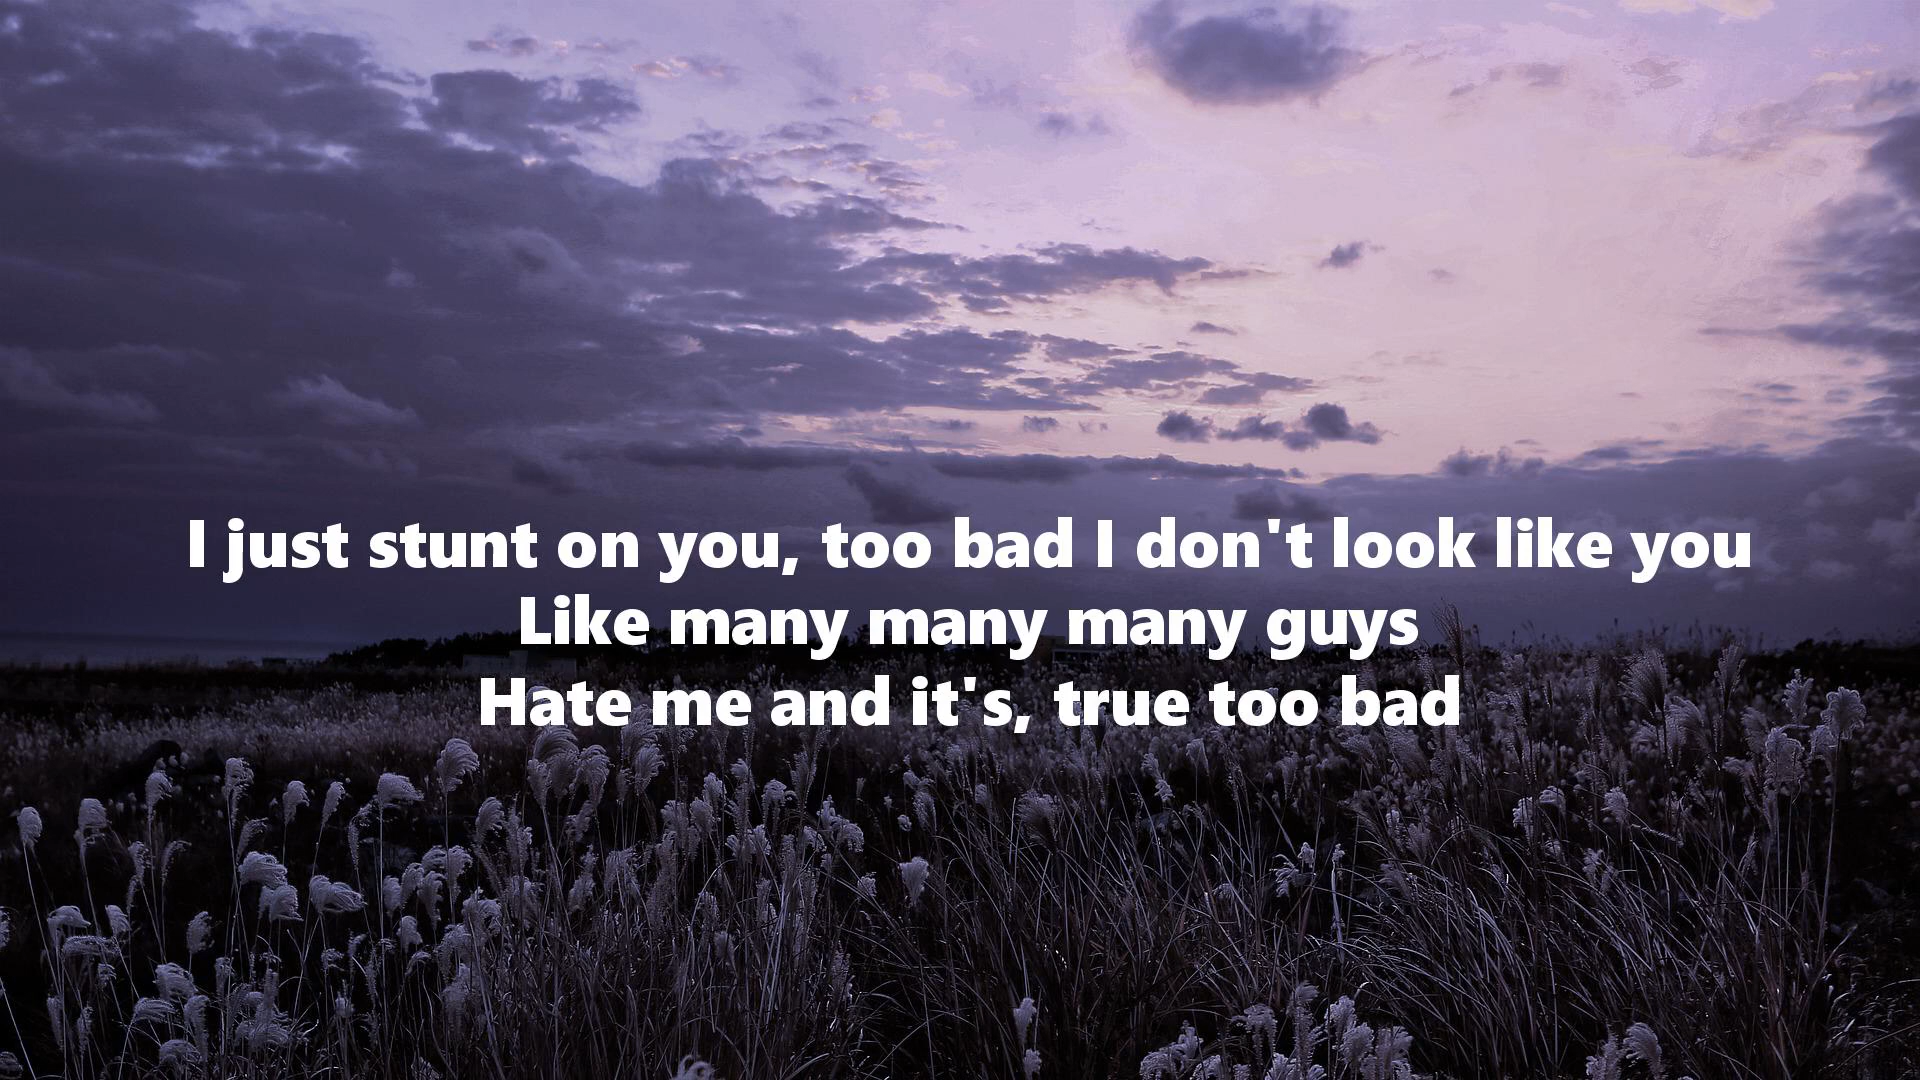 I just stunt on you, too bad I don't look like you
Like many many many guys
Hate me and it's, true too bad